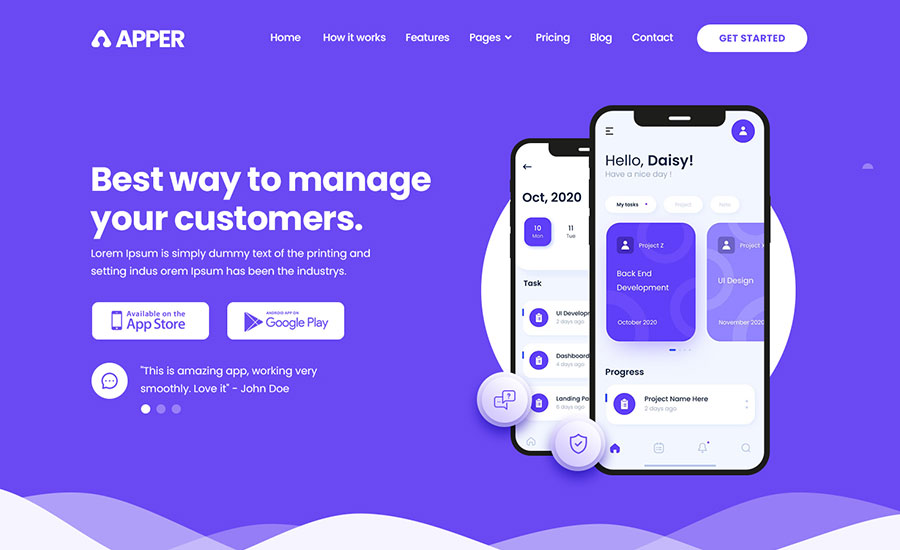 APPER
Home
How it works
Features
Pages
Pricing
Blog
Contact
GET STARTED
Best way to manage
your customers.
Lorem Ipsum is simply dummy text of the printing and
setting indus orem Ipsum has been the industrys.
Available on the
App Store
ANDROID APP ON
Google Play
"This is amazing app, working very
smoothly. Love it" - John Doe
Oct, 2020
10
Mon
11
Tue
Task
UI Develop
2 days ago
Dashboard
4 days ago
Landing Pa
6 days ago
Hello, Daisy!
Have a nice day !
My tasks
Project Z
Back End
Development
October 2020
Project X
UI Design
November 2020
Progress
Project Name Here
2 days ago